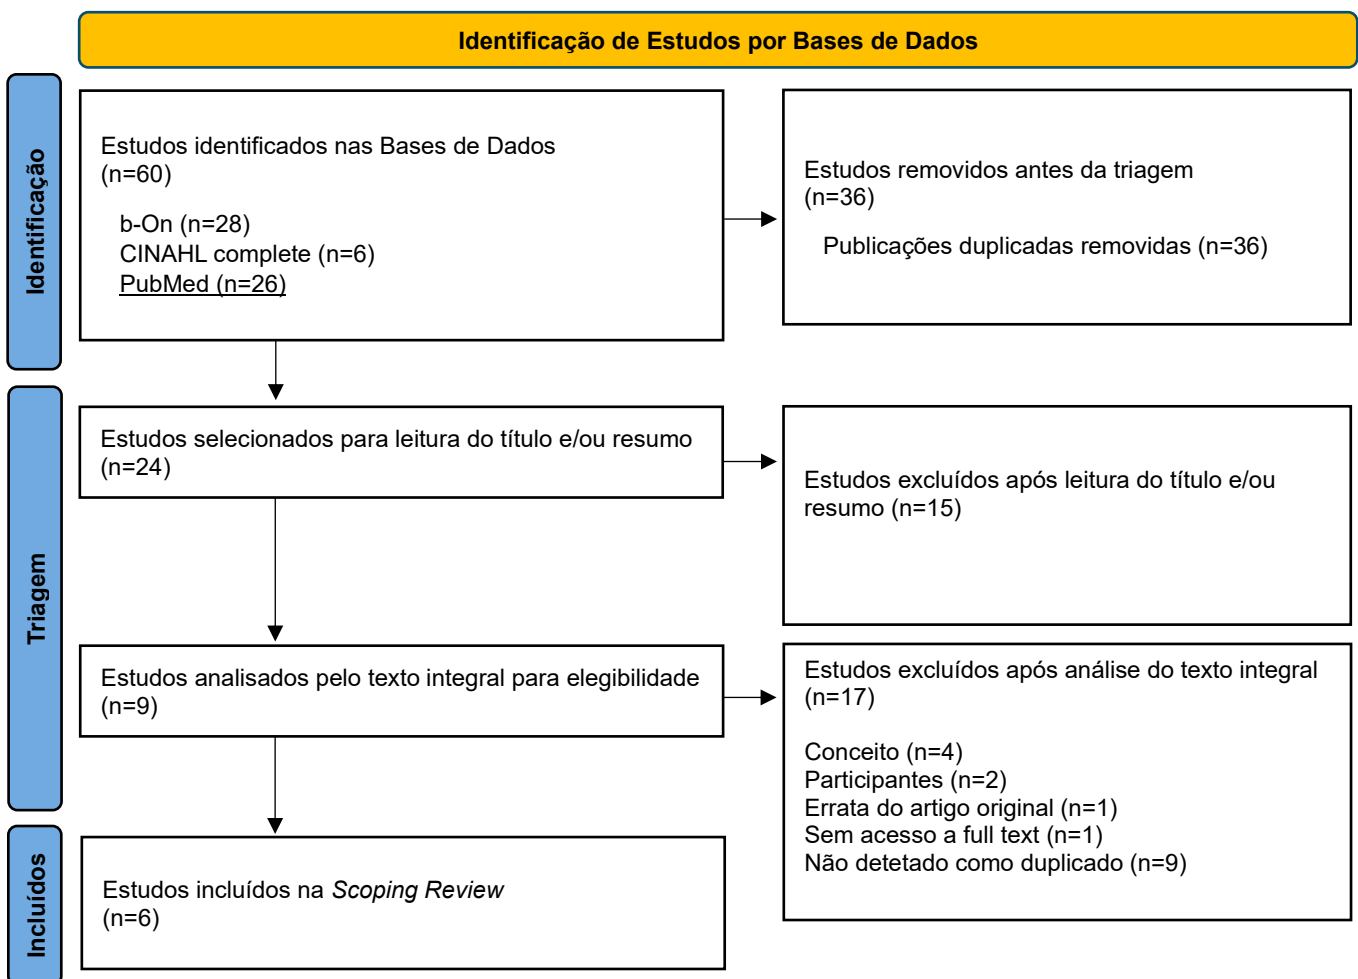 Identificação de Estudos por Bases de Dados
Identificação
Estudos identificados nas Bases de Dados
(n=60)
b-On (n=28)
CINAHL complete (n=6)
PubMed (n=26)
Estudos removidos antes da triagem
(n=36)
Publicações duplicadas removidas (n=36)
Triagem
Estudos selecionados para leitura do título e/ou resumo
(n=24)
Estudos excluídos após leitura do título e/ou
resumo (n=15)
Estudos analisados pelo texto integral para elegibilidade
(n=9)
Estudos excluídos após análise do texto integral
(n=17)
Conceito (n=4)
Participantes (n=2)
Errata do artigo original (n=1)
Sem acesso a full text (n=1)
Não detetado como duplicado (n=9)
Incluídos
Estudos incluídos na Scoping Review
(n=6)